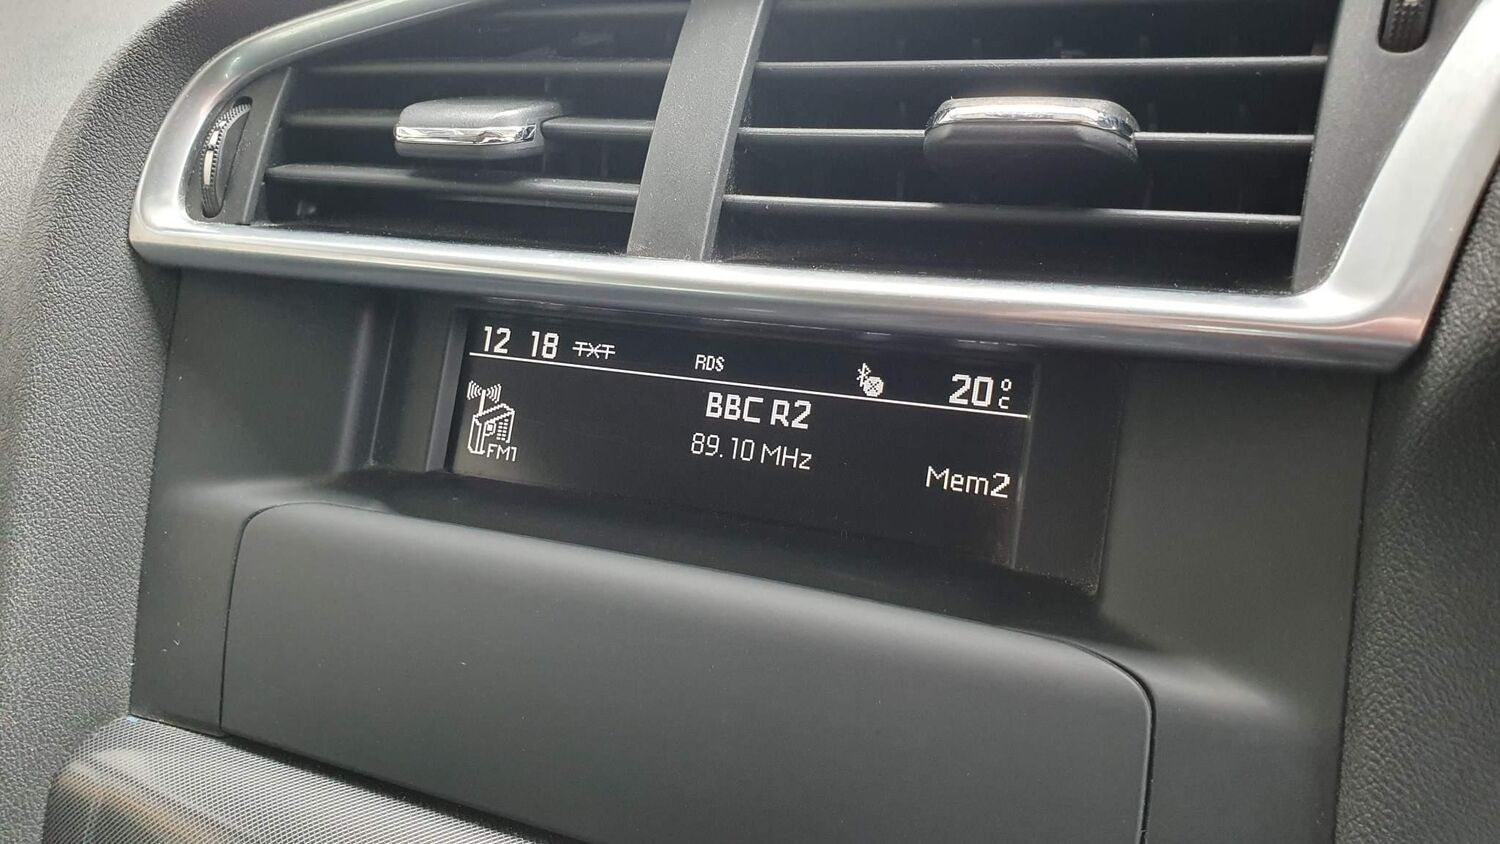 12 18 TXT RDS 20°C
BBC R2
FM1 89.10 MHz
Mem2